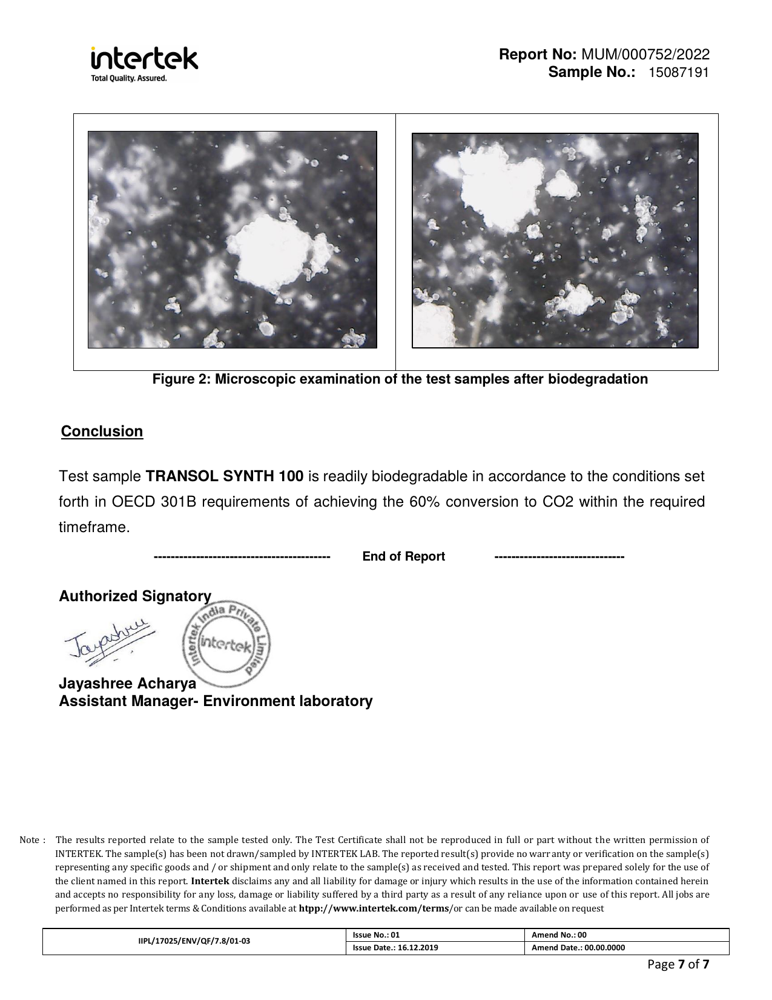 intertek
Total Quality. Assured.
Report No: MUM/000752/2022
Sample No.: 15087191
Figure 2: Microscopic examination of the test samples after biodegradation
Conclusion
Test sample TRANSOL SYNTH 100 is readily biodegradable in accordance to the conditions set
forth in OECD 301B requirements of achieving the 60% conversion to CO2 within the required
timeframe.
------------------------------------------ End of Report -------------------------------
Authorized Signatory
Jayashree
Intertek India Private Limited
intertek
Jayashree Acharya
Assistant Manager- Environment laboratory
Note : The results reported relate to the sample tested only. The Test Certificate shall not be reproduced in full or part without the written permission of
INTERTEK. The sample(s) has been not drawn/sampled by INTERTEK LAB. The reported result(s) provide no warranty or verification on the sample(s)
representing any specific goods and / or shipment and only relate to the sample(s) as received and tested. This report was prepared solely for the use of
the client named in this report. Intertek disclaims any and all liability for damage or injury which results in the use of the information contained herein
and accepts no responsibility for any loss, damage or liability suffered by a third party as a result of any reliance upon or use of this report. All jobs are
performed as per Intertek terms & Conditions available at htpp://www.intertek.com/terms/or can be made available on request
IIPL/17025/ENV/QF/7.8/01-03
Issue No.: 01
Amend No.: 00
Issue Date.: 16.12.2019
Amend Date.: 00.00.0000
Page 7 of 7